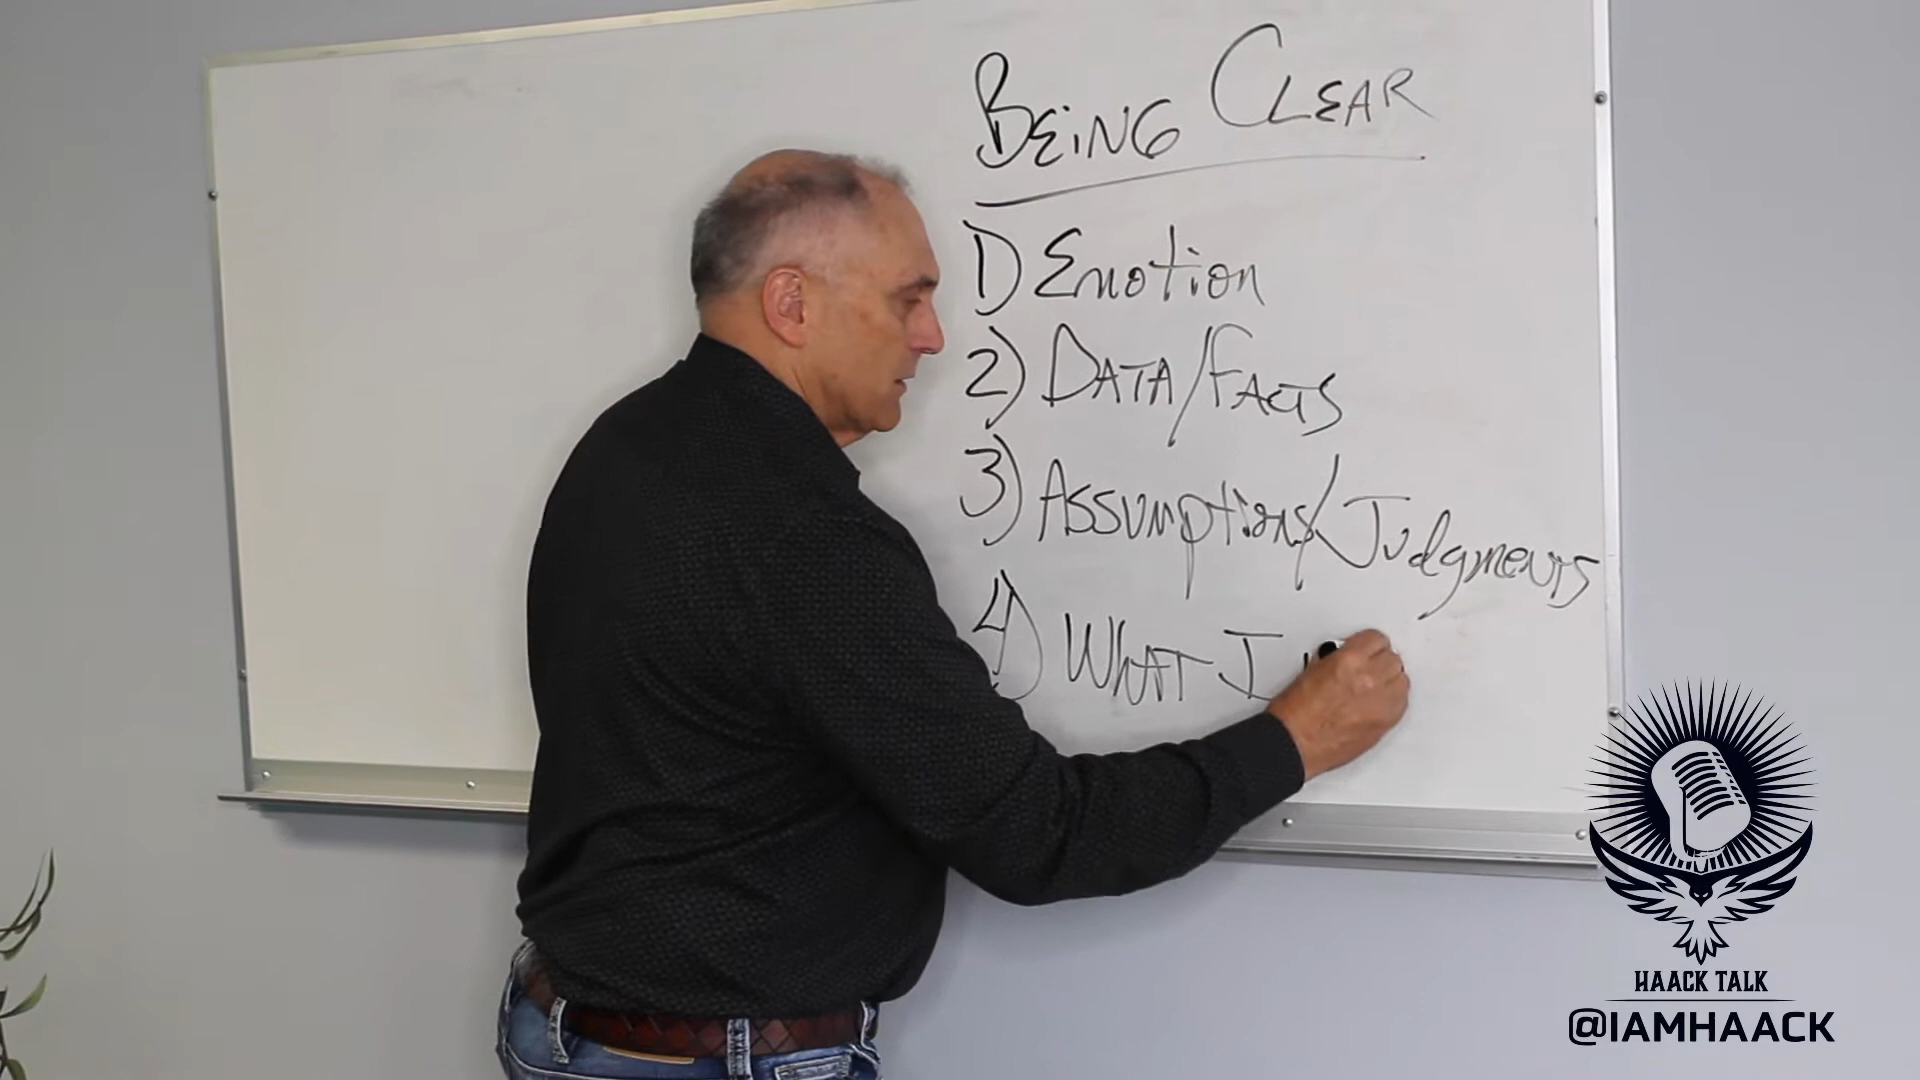 BEiNG CLEAR
1) Emotion
2) DATA/FACTS
3) Assumptions/Judgments
4) WhAT I
HAACK TALK
@IAMHAACK